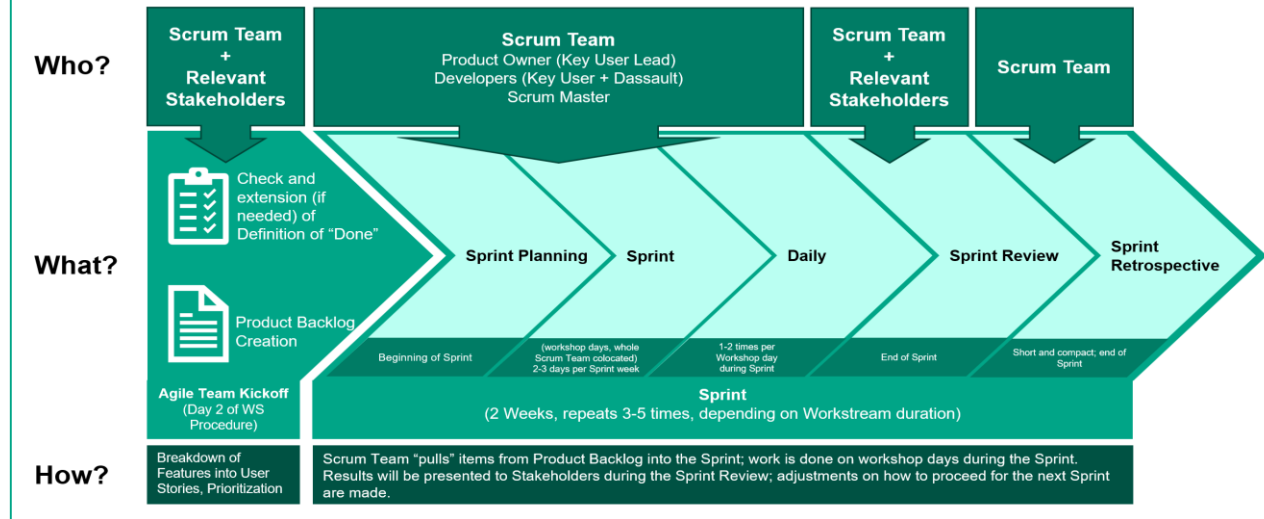 Who?
Scrum Team
+
Relevant
Stakeholders
Scrum Team
Product Owner (Key User Lead)
Developers (Key User + Dassault)
Scrum Master
Scrum Team
+
Relevant
Stakeholders
Scrum Team
What?
Check and
extension (if
needed) of
Definition of “Done”
Product Backlog
Creation
Agile Team Kickoff
(Day 2 of WS
Procedure)
Sprint Planning
Sprint
Daily
Sprint Review
Sprint
Retrospective
Beginning of Sprint
(workshop days, whole
Scrum Team colocated)
2-3 days per Sprint week
1-2 times per
Workshop day
during Sprint
End of Sprint
Short and compact; end of
Sprint
Sprint
(2 Weeks, repeats 3-5 times, depending on Workstream duration)
How?
Breakdown of
Features into User
Stories, Prioritization
Scrum Team “pulls” items from Product Backlog into the Sprint; work is done on workshop days during the Sprint.
Results will be presented to Stakeholders during the Sprint Review; adjustments on how to proceed for the next Sprint
are made.